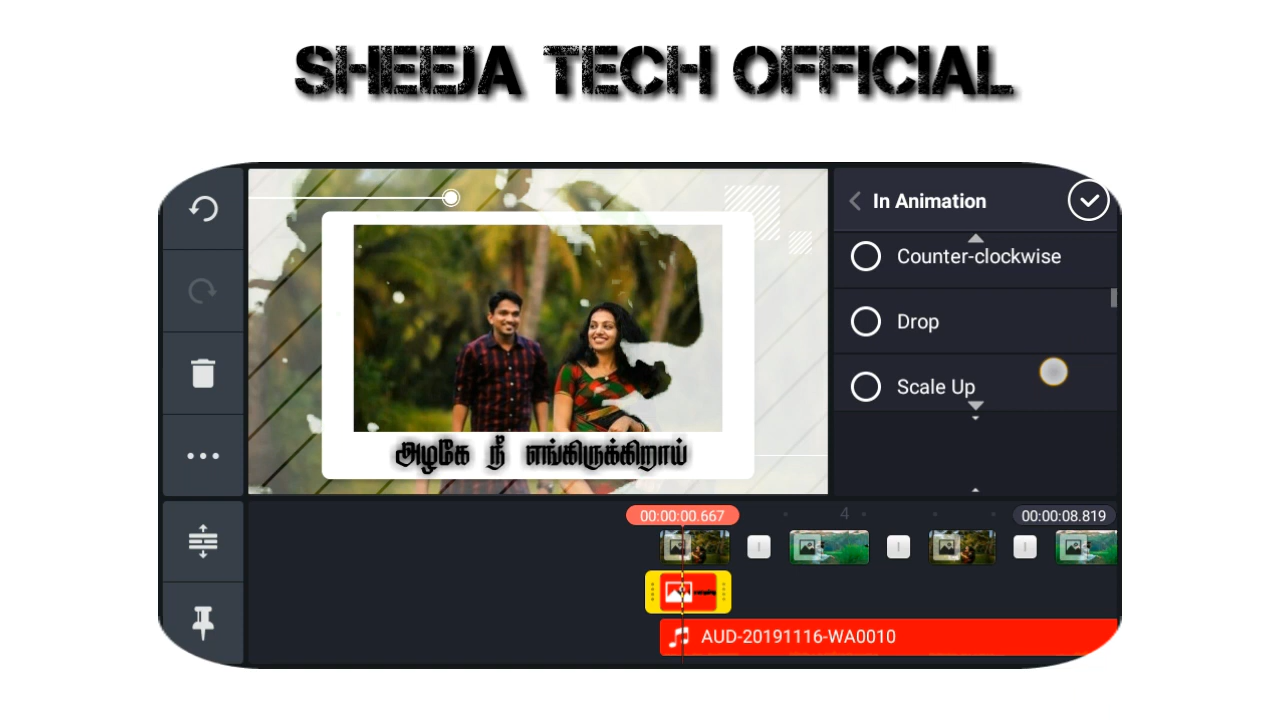 SHEEJA TECH OFFICIAL
In Animation
Counter-clockwise
Drop
Scale Up
அழகே நீ எங்கிருக்கிறாய்
00:00:00.667
4
00:00:08.819
AUD-20191116-WA0010